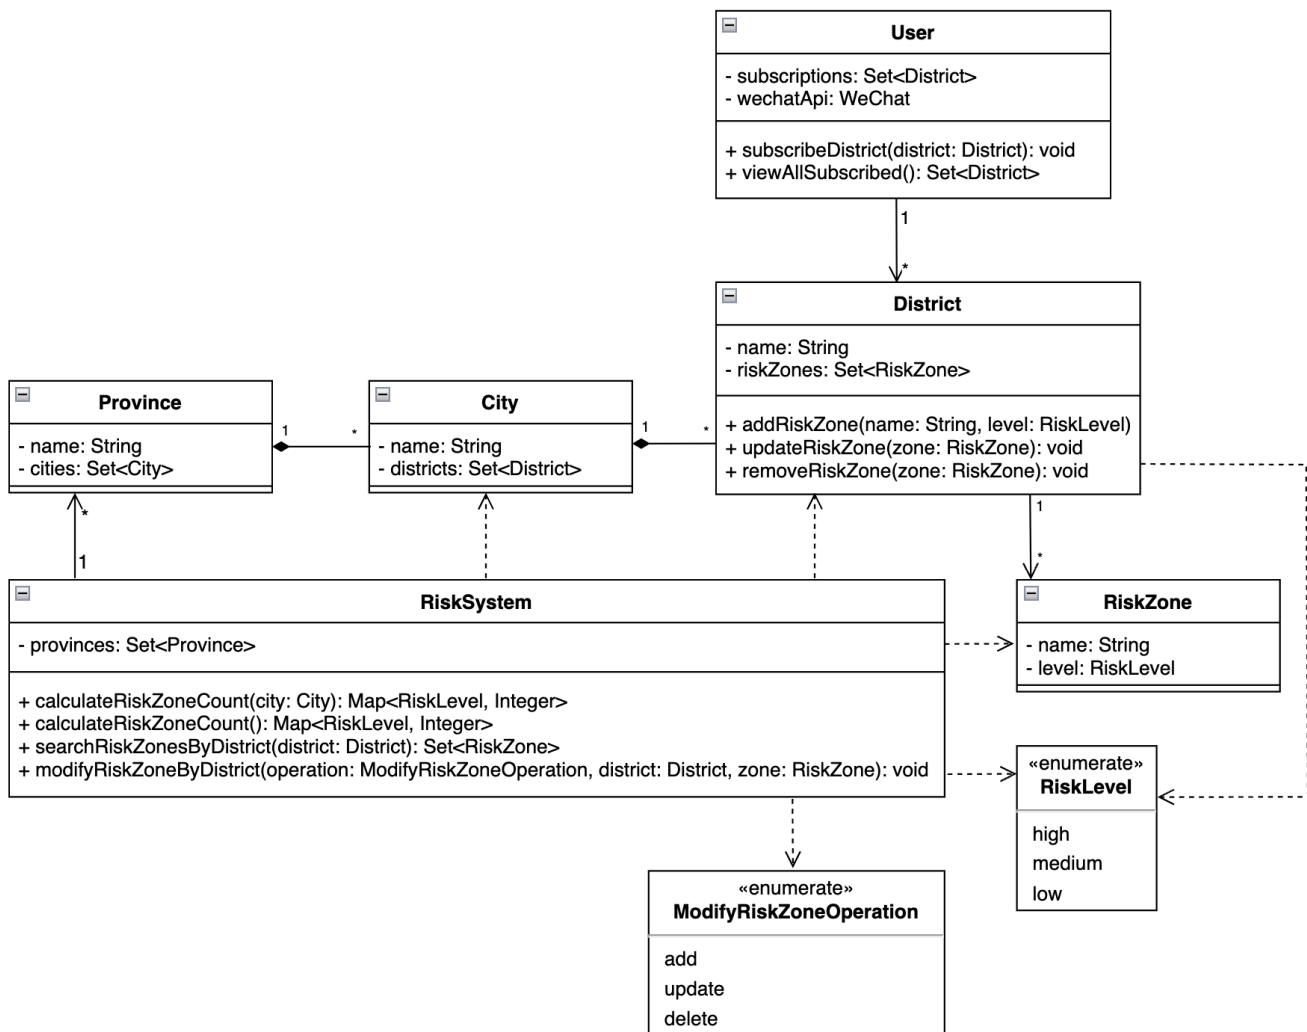 User
- subscriptions: Set<District>
- wechatApi: WeChat
+ subscribeDistrict(district: District): void
+ viewAllSubscribed(): Set<District>
1
*
District
- name: String
- riskZones: Set<RiskZone>
+ addRiskZone(name: String, level: RiskLevel)
+ updateRiskZone(zone: RiskZone): void
+ removeRiskZone(zone: RiskZone): void
Province
- name: String
- cities: Set<City>
1
*
City
- name: String
- districts: Set<District>
1
*
*
1
1
*
RiskSystem
- provinces: Set<Province>
+ calculateRiskZoneCount(city: City): Map<RiskLevel, Integer>
+ calculateRiskZoneCount(): Map<RiskLevel, Integer>
+ searchRiskZonesByDistrict(district: District): Set<RiskZone>
+ modifyRiskZoneByDistrict(operation: ModifyRiskZoneOperation, district: District, zone: RiskZone): void
RiskZone
- name: String
- level: RiskLevel
«enumerate»
RiskLevel
high
medium
low
«enumerate»
ModifyRiskZoneOperation
add
update
delete